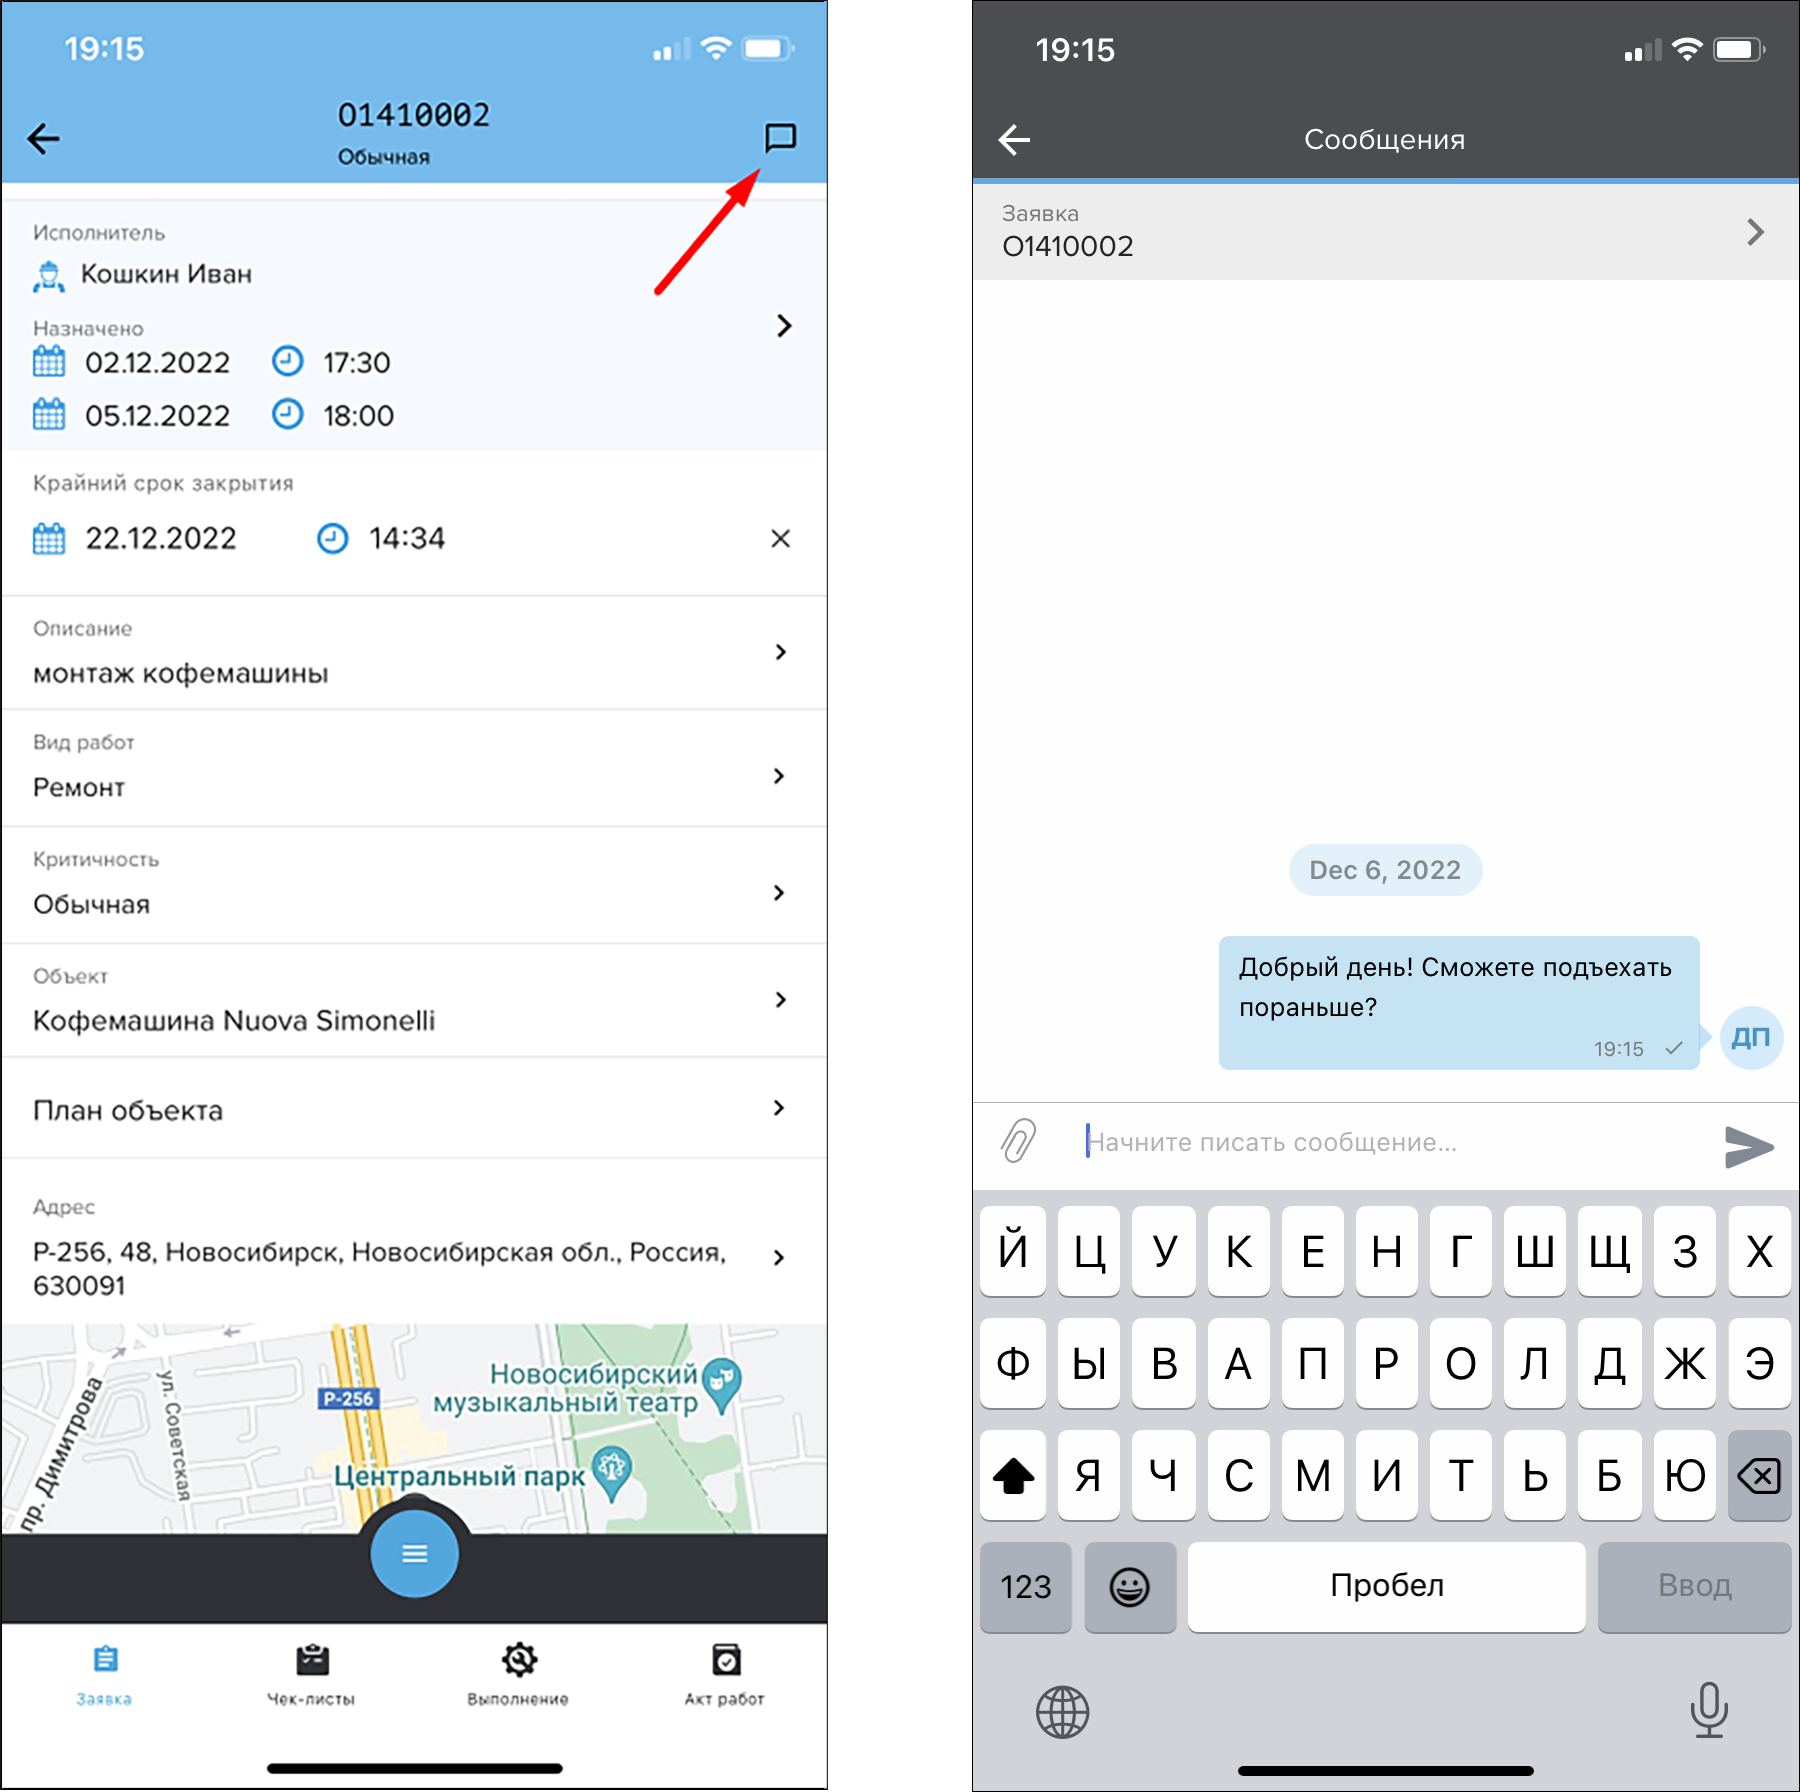 19:15
О1410002
Обычная
Исполнитель
Кошкин Иван
Назначено
02.12.2022 17:30
05.12.2022 18:00
Крайний срок закрытия
22.12.2022 14:34
Описание
монтаж кофемашины
Вид работ
Ремонт
Критичность
Обычная
Объект
Кофемашина Nuova Simonelli
План объекта
Адрес
Р-256, 48, Новосибирск, Новосибирская обл., Россия,
630091
пр. Димитрова
ул. Советская
Р-256
Новосибирский
музыкальный театр
Центральный парк
Заявка
Чек-листы
Выполнение
Акт работ
19:15
Сообщения
Заявка
О1410002
Dec 6, 2022
Добрый день! Сможете подъехать
пораньше?
19:15
ДП
Начните писать сообщение...
Й Ц У К Е Н Г Ш Щ З Х
Ф Ы В А П Р О Л Д Ж Э
Я Ч С М И Т Ь Б Ю
123 Пробел Ввод